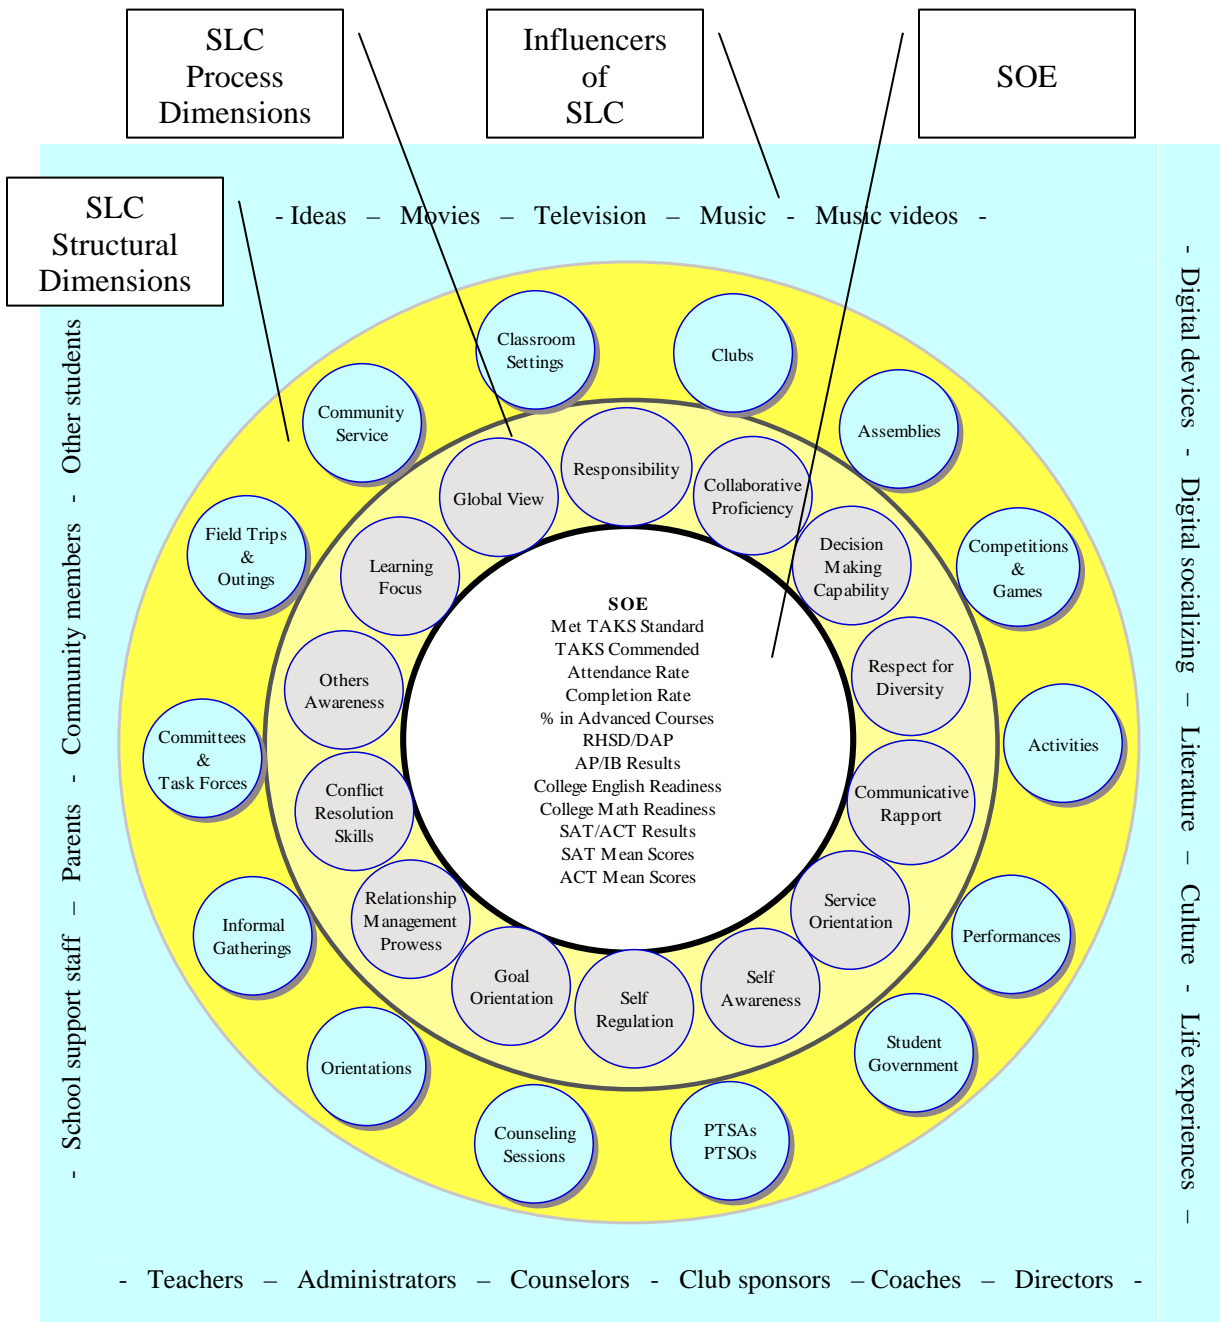 SLC
Process
Dimensions
Influencers
of
SLC
SOE
SLC
Structural
Dimensions
- Ideas – Movies – Television – Music - Music videos -
- Digital devices - Digital socializing – Literature – Culture - Life experiences –
- School support staff – Parents - Community members - Other students
Classroom
Settings
Clubs
Community
Service
Assemblies
Field Trips
&
Outings
Competitions
&
Games
Committees
&
Task Forces
Activities
Informal
Gatherings
Performances
Orientations
Student
Government
Counseling
Sessions
PTSAs
PTSOs
Responsibility
Global View
Collaborative
Proficiency
Learning
Focus
Decision
Making
Capability
Others
Awareness
Respect for
Diversity
Conflict
Resolution
Skills
Communicative
Rapport
Relationship
Management
Prowess
Service
Orientation
Goal
Orientation
Self
Regulation
Self
Awareness
SOE
Met TAKS Standard
TAKS Commended
Attendance Rate
Completion Rate
% in Advanced Courses
RHSD/DAP
AP/IB Results
College English Readiness
College Math Readiness
SAT/ACT Results
SAT Mean Scores
ACT Mean Scores
- Teachers – Administrators – Counselors - Club sponsors – Coaches – Directors -